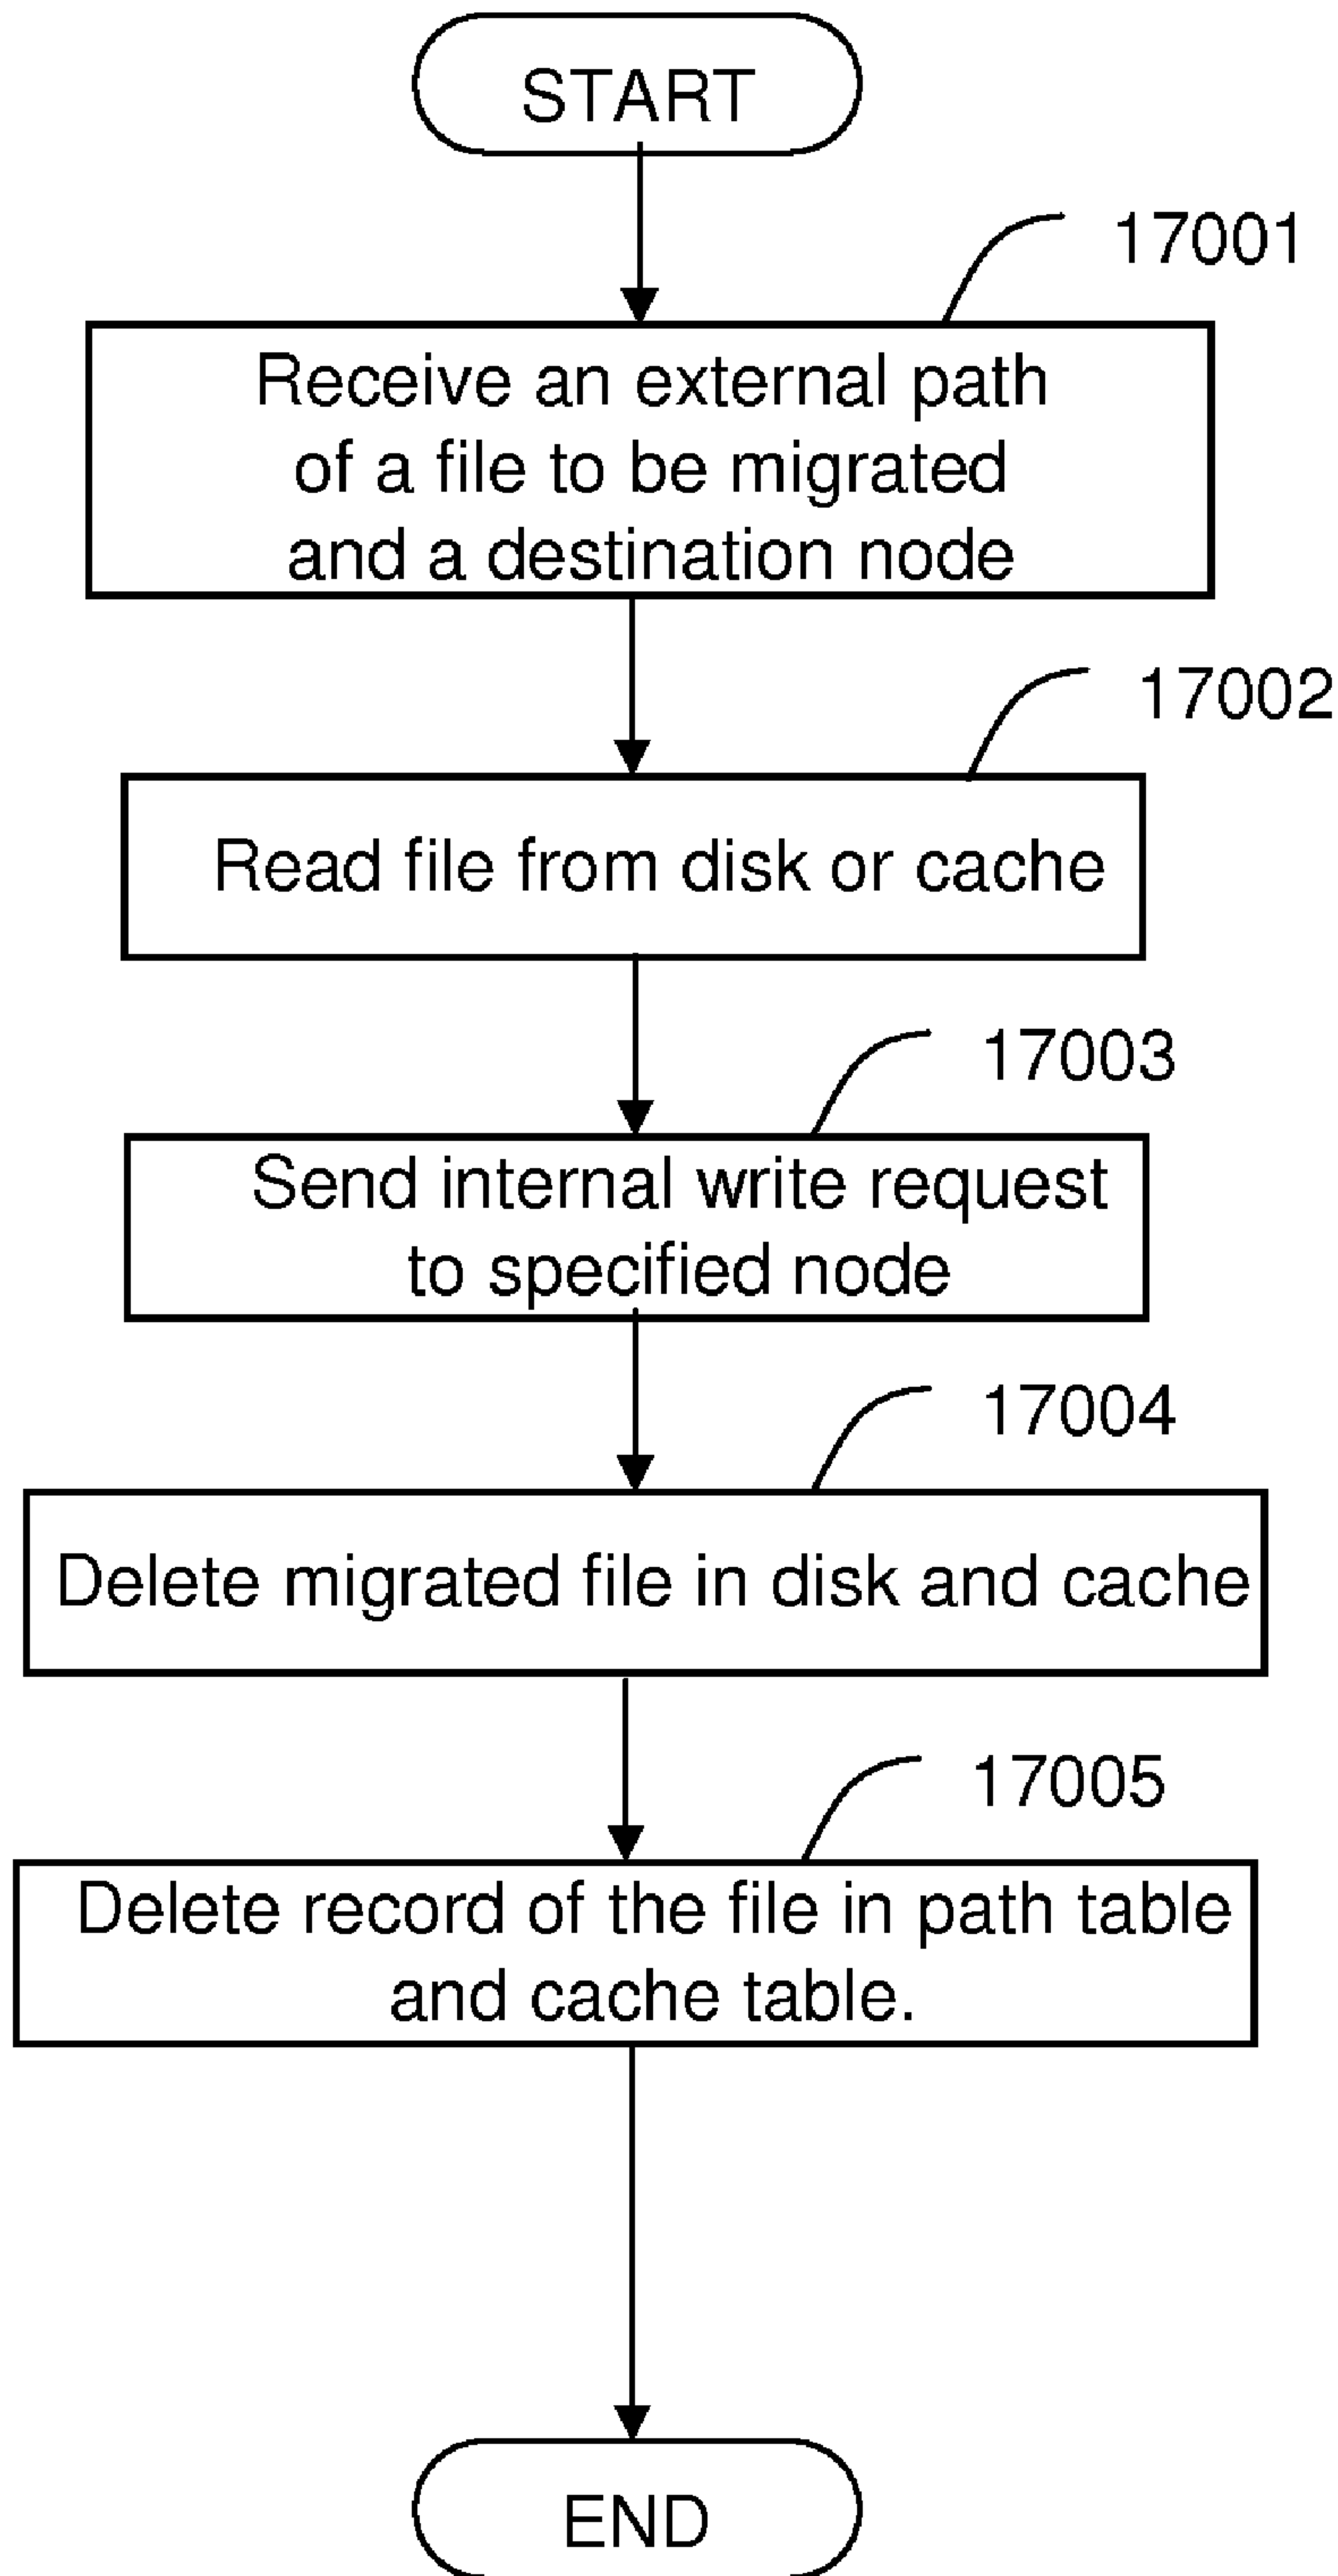 START
17001
Receive an external path
of a file to be migrated
and a destination node
17002
Read file from disk or cache
17003
Send internal write request
to specified node
17004
Delete migrated file in disk and cache
17005
Delete record of the file in path table
and cache table.
END